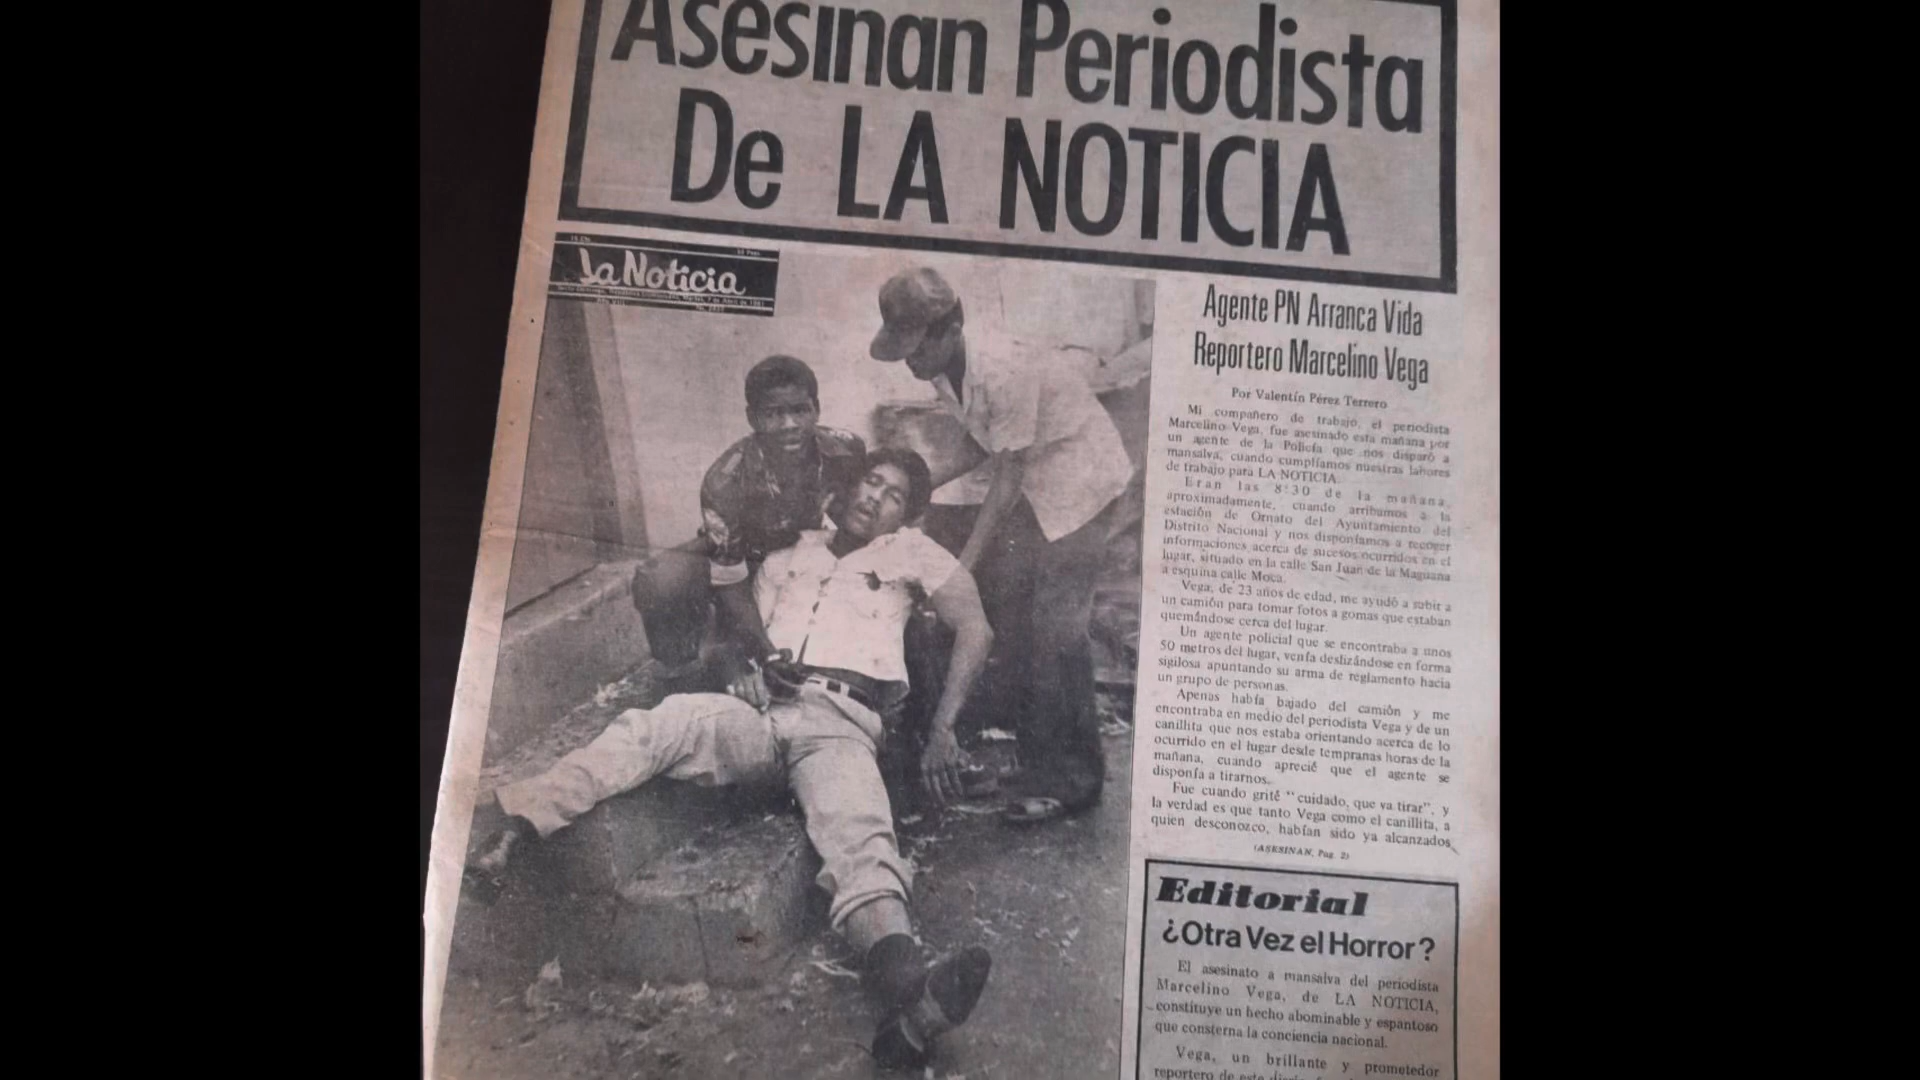 Asesinan Periodista
De LA NOTICIA
La Noticia
Agente PN Arranca Vida
Reportero Marcelino Vega
Por Valentín Pérez Terrero
Mi compañero de trabajo, el periodista
Marcelino Vega, fue asesinado esta mañana por
un agente de la Policía que nos disparó a
mansalva, cuando cumplíamos nuestras labores
de trabajo para LA NOTICIA.
Eran las 8:30 de la mañana,
aproximadamente, cuando arribamos a la
estación de Ornato del Ayuntamiento del
Distrito Nacional y nos disponíamos a recoger
informaciones acerca de sucesos ocurridos en el
lugar, situado en la calle San Juan de la Maguana
a esquina calle Moca.
Vega, de 23 años de edad, me ayudó a subir a
un camión para tomar fotos a gomas que estaban
quemándose cerca del lugar.
Un agente policial que se encontraba a unos
50 metros del lugar, venía deslizándose en forma
sigilosa apuntando su arma de reglamento hacia
un grupo de personas.
Apenas había bajado del camión y me
encontraba en medio del periodista Vega y de un
canillita que nos estaba orientando acerca de lo
ocurrido en el lugar desde tempranas horas de la
mañana, cuando aprecié que el agente se
disponía a tirarnos.
Fue cuando grité "cuidado, que va tirar", y
la verdad es que tanto Vega como el canillita, a
quien desconozco, habían sido ya alcanzados
(ASESINAN, Pag. 2)
Editorial
¿Otra Vez el Horror?
El asesinato a mansalva del periodista
Marcelino Vega, de LA NOTICIA,
constituye un hecho abominable y espantoso
que consterna la conciencia nacional.
Vega, un brillante y prometedor
reportero de este